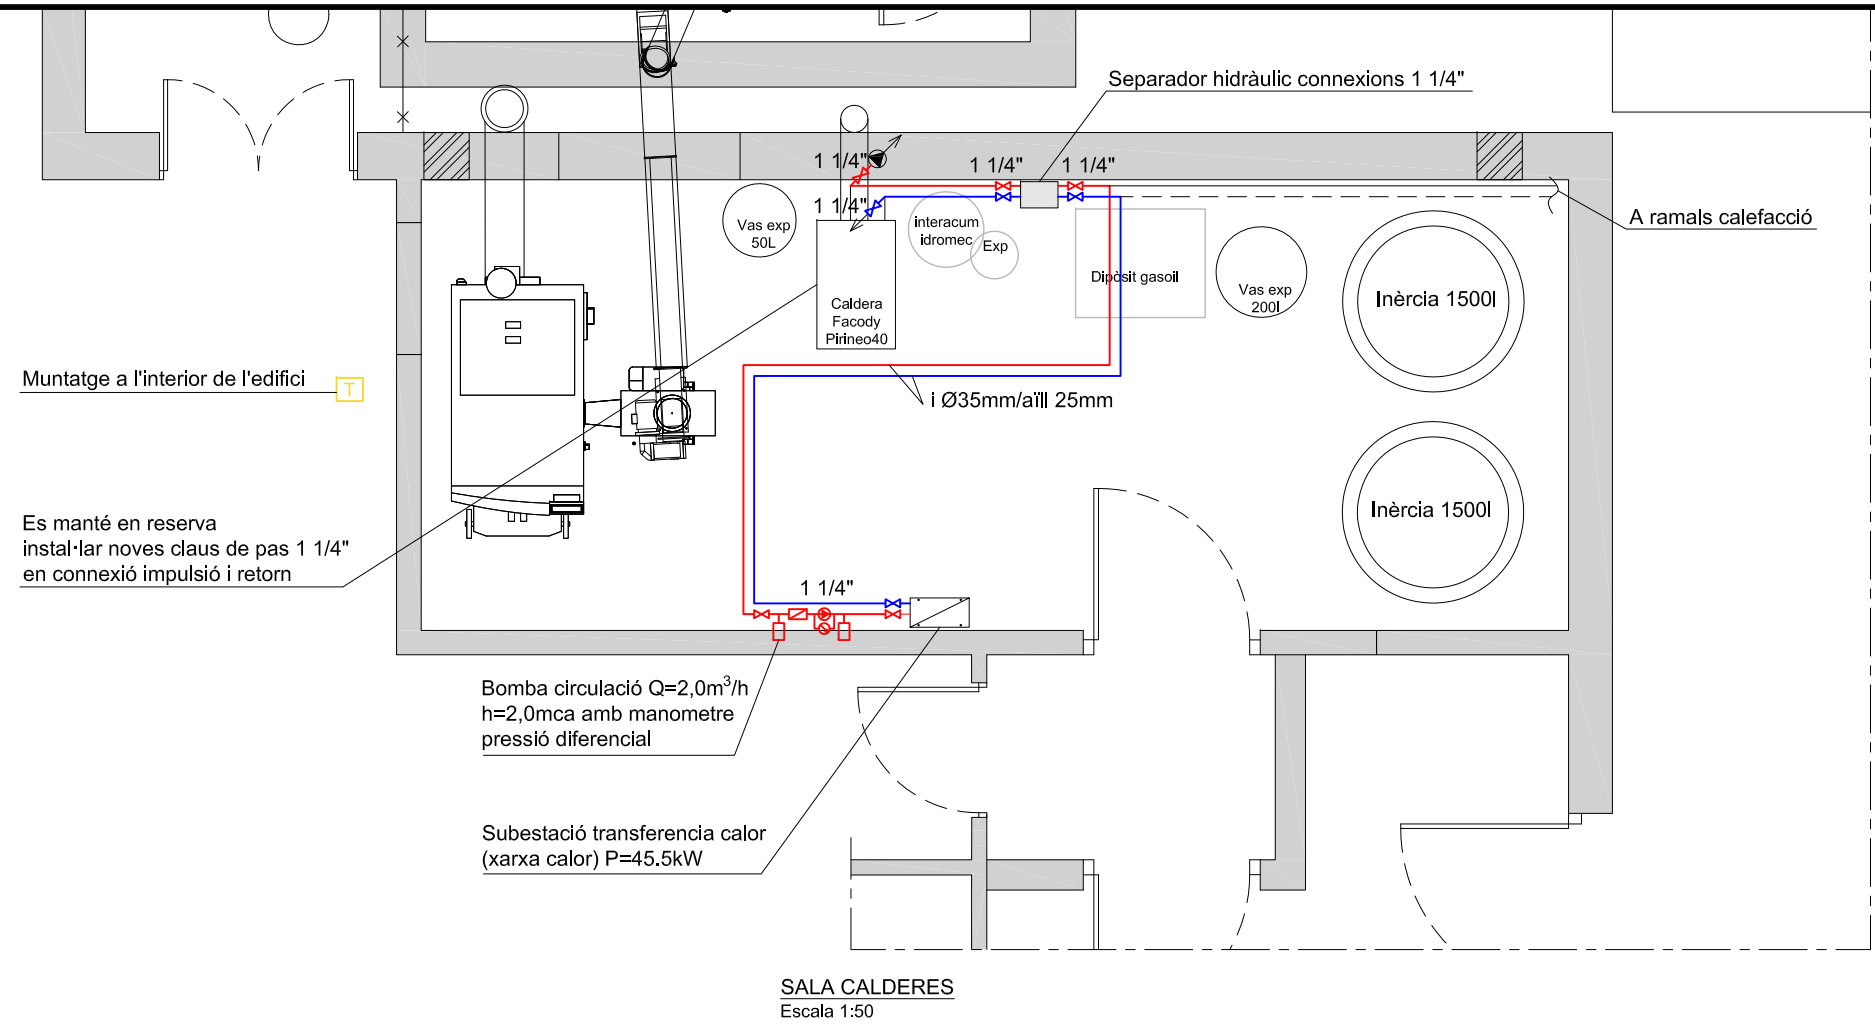 Separador hidràulic connexions 1 1/4"
1 1/4"
1 1/4"
1 1/4"
1 1/4"
A ramals calefacció
Vas exp
50L
interacum
idromec
Exp
Dipòsit gasoil
Vas exp
200l
Inèrcia 1500l
Caldera
Facody
Pirineo40
Muntatge a l'interior de l'edifici
T
i Ø35mm/aïll 25mm
Inèrcia 1500l
Es manté en reserva
instal·lar noves claus de pas 1 1/4"
en connexió impulsió i retorn
1 1/4"
Bomba circulació Q=2,0m³/h
h=2,0mca amb manometre
pressió diferencial
Subestació transferencia calor
(xarxa calor) P=45.5kW
SALA CALDERES
Escala 1:50